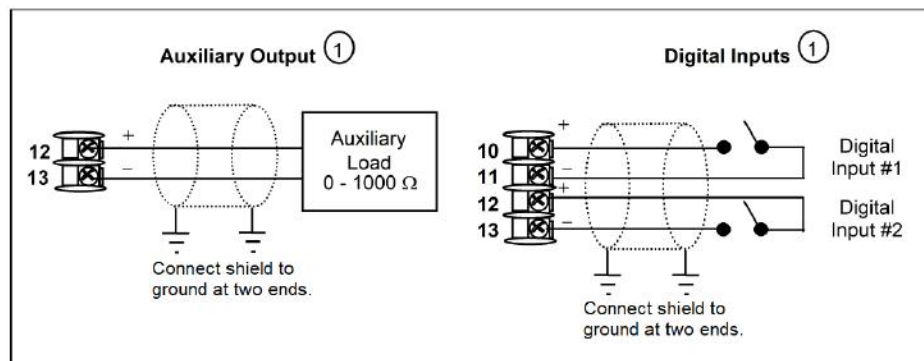 Auxiliary Output 1
12 +
13 –
Auxiliary
Load
0 - 1000 Ω
Connect shield to
ground at two ends.
Digital Inputs 1
+
10
11 –
12 +
13 –
Digital
Input #1
Digital
Input #2
Connect shield to
ground at two ends.